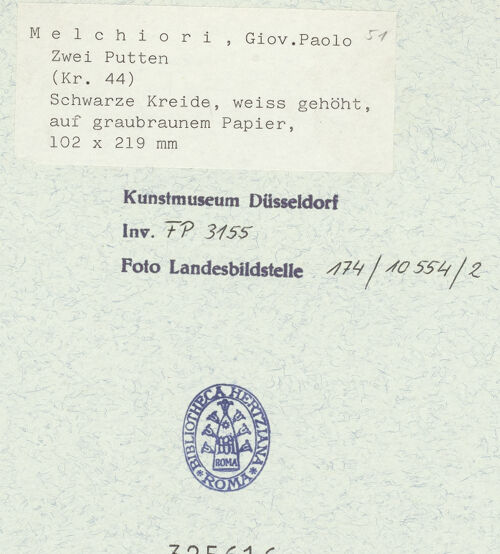 M e l c h i o r i , Giov.Paolo 51
Zwei Putten
(Kr. 44)
Schwarze Kreide, weiss gehöht,
auf graubraunem Papier,
102 x 219 mm
Kunstmuseum Düsseldorf
Inv. FP 3155
Foto Landesbildstelle 174/10554/2
BIBLIOTHECA HERTZIANA
ROMA
ROMA